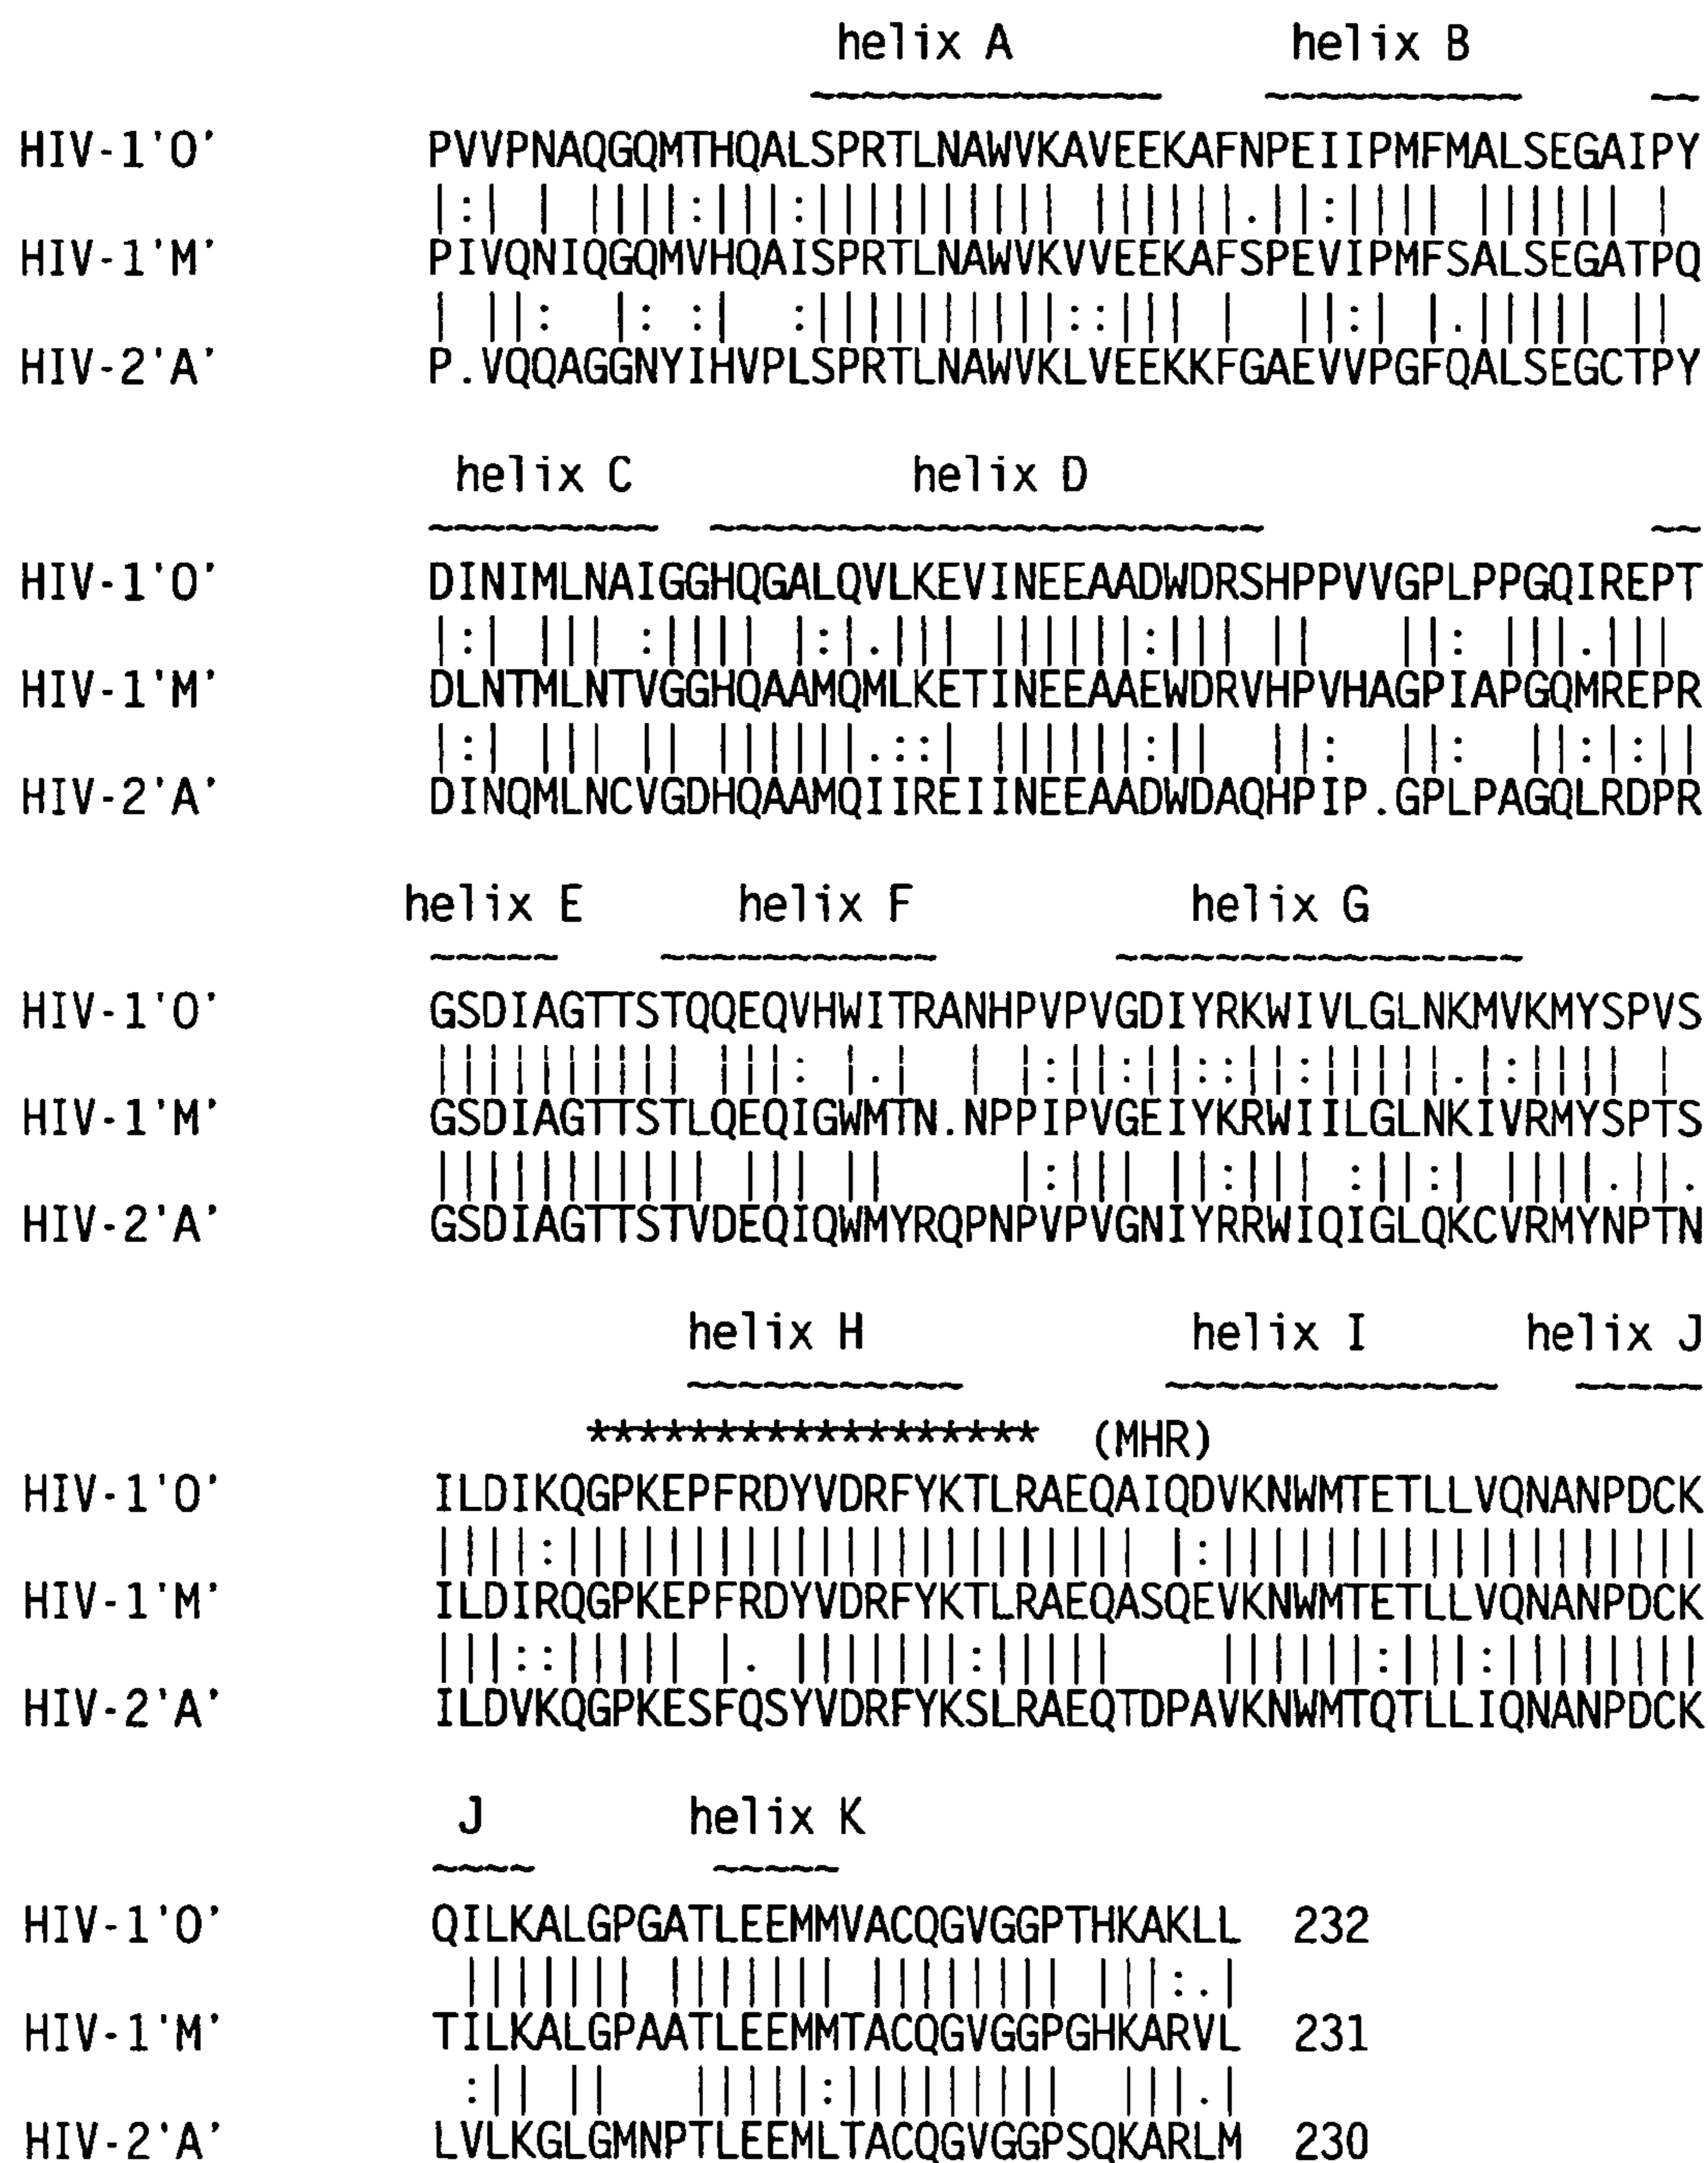 helix A helix B
~~~~~~~~~~~~~~ ~~~~~~~~~~ ~~
HIV-1'O' PVVPNAQGQMTHQALSPRTLNAWVKAVEEKAFNPEIIPMFMALSEGAIPY
|:| | ||||:|||:|||||||||| ||||||.||:|||| |||||| |
HIV-1'M' PIVQNIQGQMVHQAISPRTLNAWVKVVEEKAFSPEVIPMFSALSEGATPQ
| ||: |: :| :||||||||||::||| | ||:| |.||||| ||
HIV-2'A' P.VQQAGGNYIHVPLSPRTLNAWVKLVEEKKFGAEVVPGFQALSEGCTPY
helix C helix D
~~~~~~~~~ ~~~~~~~~~~~~~~~~~~~~~~ ~~
HIV-1'O' DINIMLNAIGGHQGALQVLKEVINEEAADWDRSHPPVVGPLPPGQIREPT
|:| ||| :|||| |:|.||| ||||||:||| || ||: |||.|||
HIV-1'M' DLNTMLNTVGGHQAAMQMLKETINEEAAEWDRVHPVHAGPIAPGQMREPR
|:| ||| || ||||||.::| ||||||:|| ||: ||: ||:|:||
HIV-2'A' DINQMLNCVGDHQAAMQIIREIINEEAADWDAQHPIP.GPLPAGQLRDPR
helix E helix F helix G
~~~~~ ~~~~~~~~~~~ ~~~~~~~~~~~~~~~~
HIV-1'O' GSDIAGTTSTQQEQVHWITRANHPVPVGDIYRKWIVLGLNKMVKMYSPVS
|||||||||| |||: |.| | |:||:||::||:|||||.|:|||| |
HIV-1'M' GSDIAGTTSTLQEQIGWMTN.NPPIPVGEIYKRWIILGLNKIVRMYSPTS
||||||||||| ||| || |:||| ||:||| :||:| ||||.||.
HIV-2'A' GSDIAGTTSTVDEQIQWMYRQPNPVPVGNIYRRWIQIGLQKCVRMYNPTN
helix H helix I helix J
~~~~~~~~~~~ ~~~~~~~~~~~~~ ~~~~~
****************** (MHR)
HIV-1'O' ILDIKQGPKEPFRDYVDRFYKTLRAEQAIQDVKNWMTETLLVQNANPDCK
||||:||||||||||||||||||||||| |:|||||||||||||||||||
HIV-1'M' ILDIRQGPKEPFRDYVDRFYKTLRAEQASQEVKNWMTETLLVQNANPDCK
|||::||||| |. |||||||:||||| ||||||:||||:||||||||
HIV-2'A' ILDVKQGPKESFQSYVDRFYKSLRAEQTDPAVKNWMTQTLLIQNANPDCK
J helix K
~~~~ ~~~~~
HIV-1'O' QILKALGPGATLEEMMVACQGVGGPTHKAKLL 232
||||||| ||||||| |||||||| |||:.|
HIV-1'M' TILKALGPAATLEEMMTACQGVGGPGHKARVL 231
:|| || |||||:||||||||| |||.|
HIV-2'A' LVLKGLGMNPTLEEMLTACQGVGGPSQKARLM 230